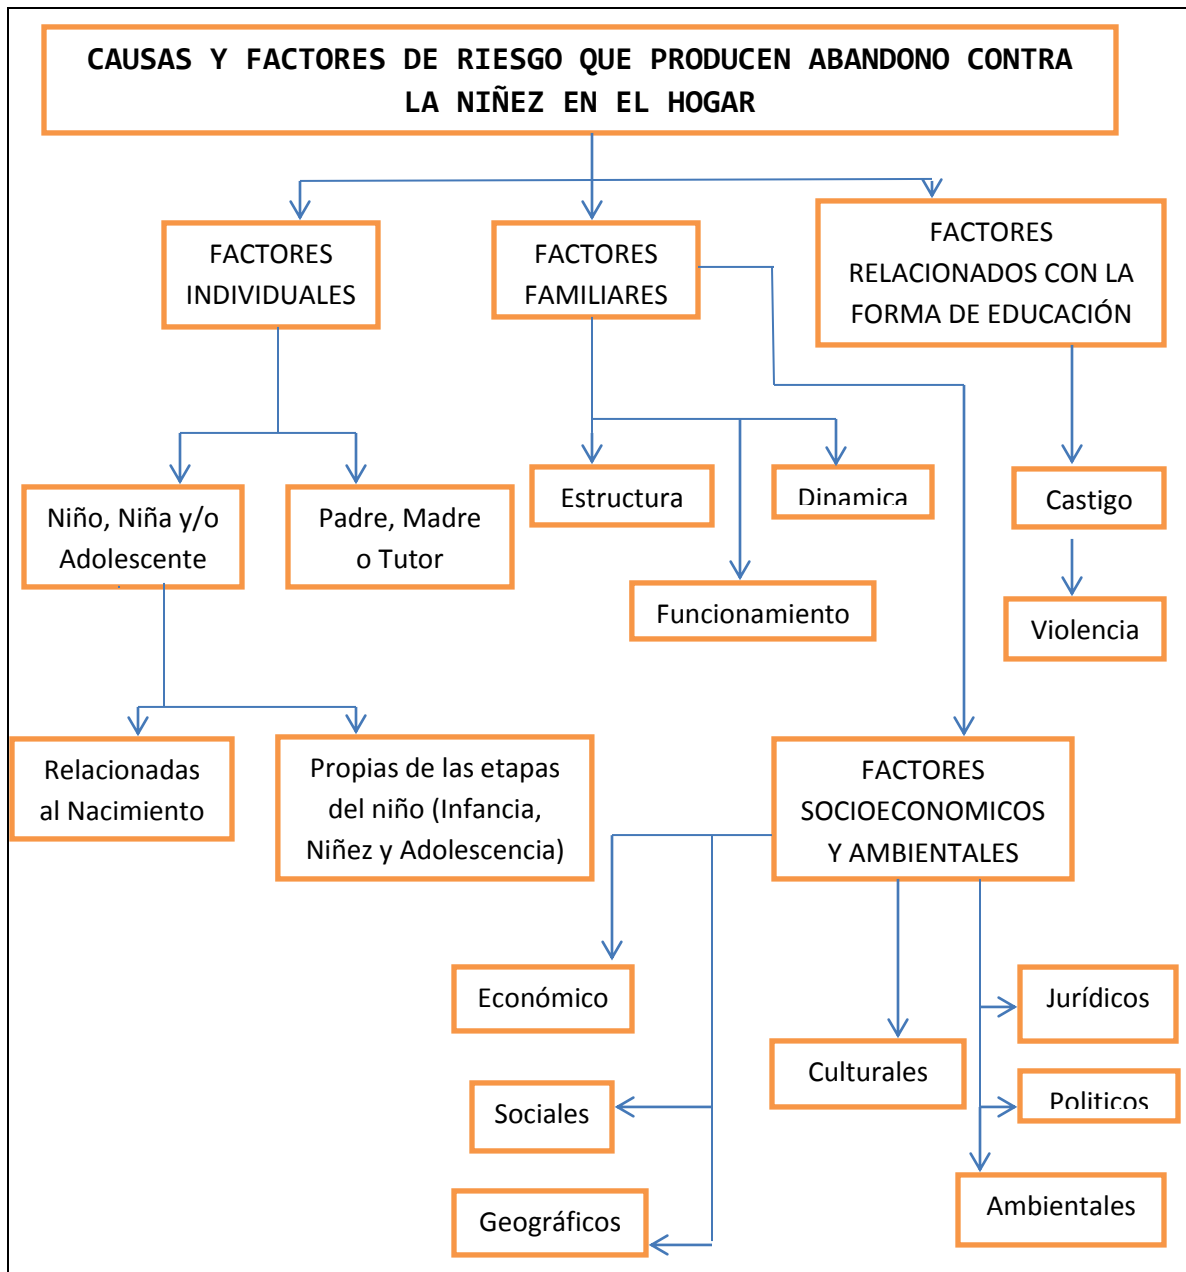 CAUSAS Y FACTORES DE RIESGO QUE PRODUCEN ABANDONO CONTRA
LA NIÑEZ EN EL HOGAR
FACTORES
INDIVIDUALES
FACTORES
FAMILIARES
FACTORES
RELACIONADOS CON LA
FORMA DE EDUCACIÓN
Niño, Niña y/o
Adolescente
Padre, Madre
o Tutor
Estructura
Dinamica
Castigo
Funcionamiento
Violencia
Relacionadas
al Nacimiento
Propias de las etapas
del niño (Infancia,
Niñez y Adolescencia)
FACTORES
SOCIOECONOMICOS
Y AMBIENTALES
Económico
Jurídicos
Culturales
Sociales
Politicos
Geográficos
Ambientales